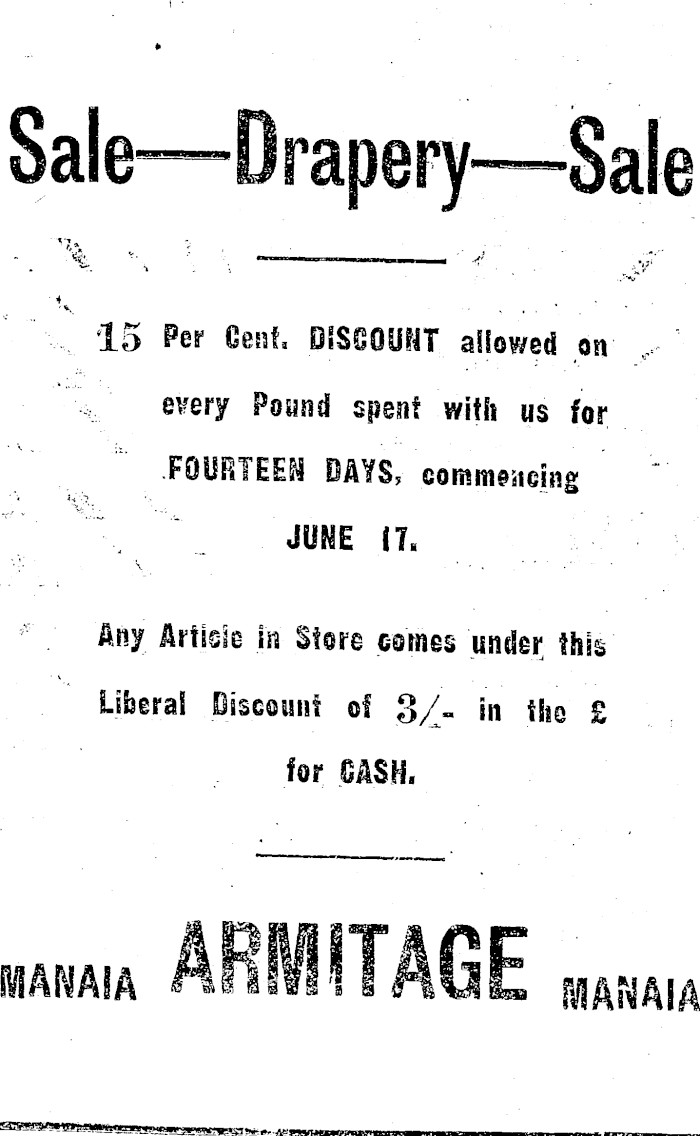 Sale—Drapery—Sale
15 Per Cent. DISCOUNT allowed on
every Pound spent with us for
FOURTEEN DAYS, commencing
JUNE 17.
Any Article in Store comes under this
Liberal Discount of 3/- in the £
for CASH.
MANAIA ARMITAGE MANAIA